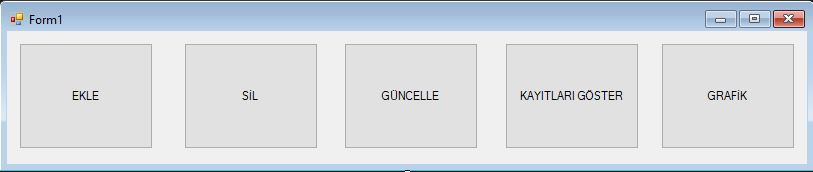 Form1
EKLE
SİL
GÜNCELLE
KAYITLARI GÖSTER
GRAFİK